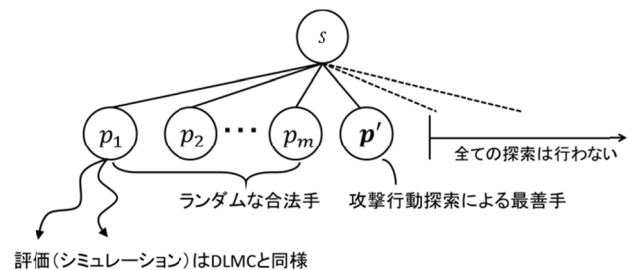 S
p₁ p₂ ⋯ pₘ p′
全ての探索は行わない
ランダムな合法手 攻撃行動探索による最善手
評価(シミュレーション)はDLMCと同様